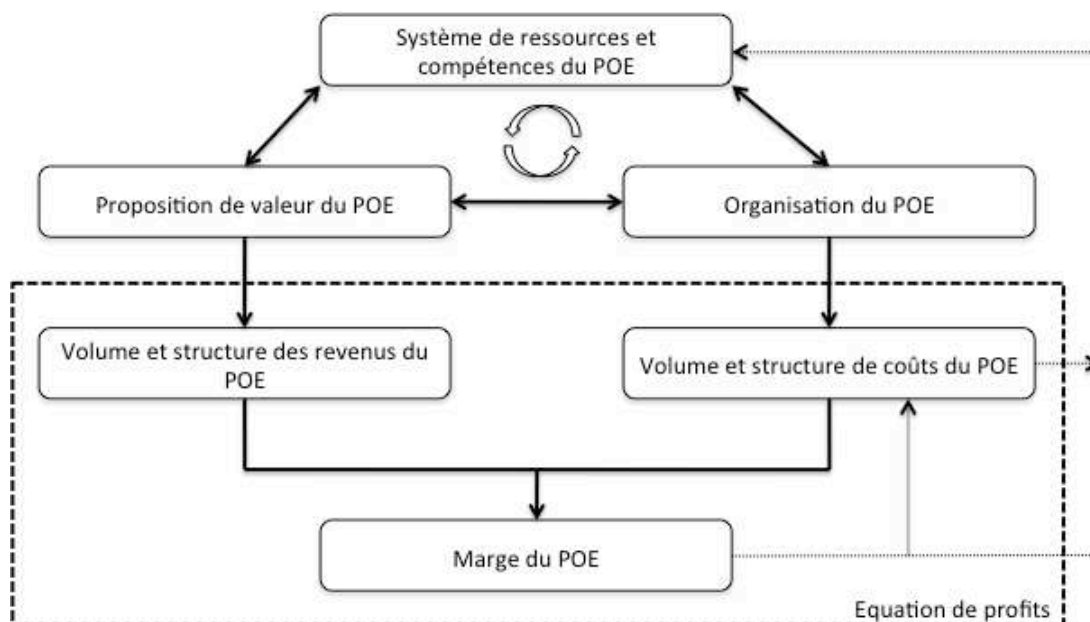 Système de ressources et
compétences du POE
Proposition de valeur du POE
Organisation du POE
Volume et structure des revenus du
POE
Volume et structure de coûts du POE
Marge du POE
Equation de profits